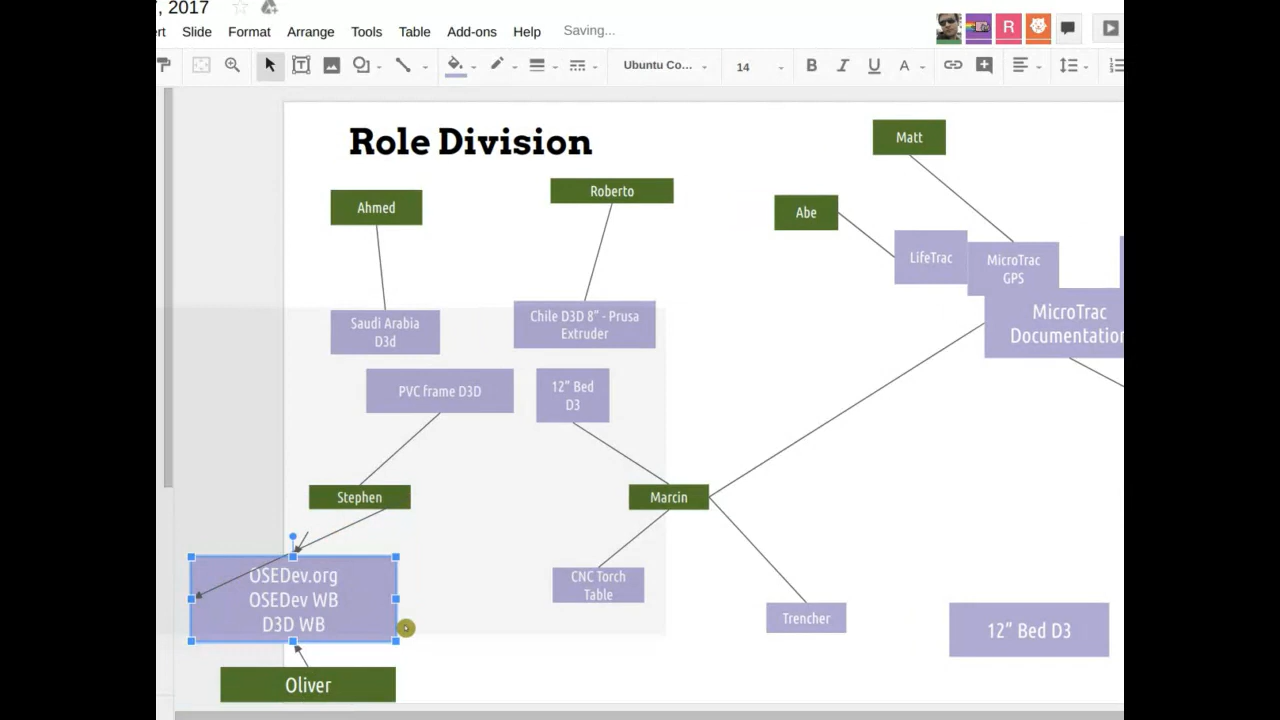 , 2017
Slide Format Arrange Tools Table Add-ons Help Saving...
Ubuntu Co... 14 B I U A
R
Role Division
Matt
Ahmed
Roberto
Abe
LifeTrac
MicroTrac
GPS
Saudi Arabia
D3d
Chile D3D 8” - Prusa
Extruder
MicroTrac
Documentation
PVC frame D3D
12” Bed
D3
Stephen
Marcin
OSEDev.org
OSEDev WB
D3D WB
CNC Torch
Table
Trencher
12” Bed D3
Oliver